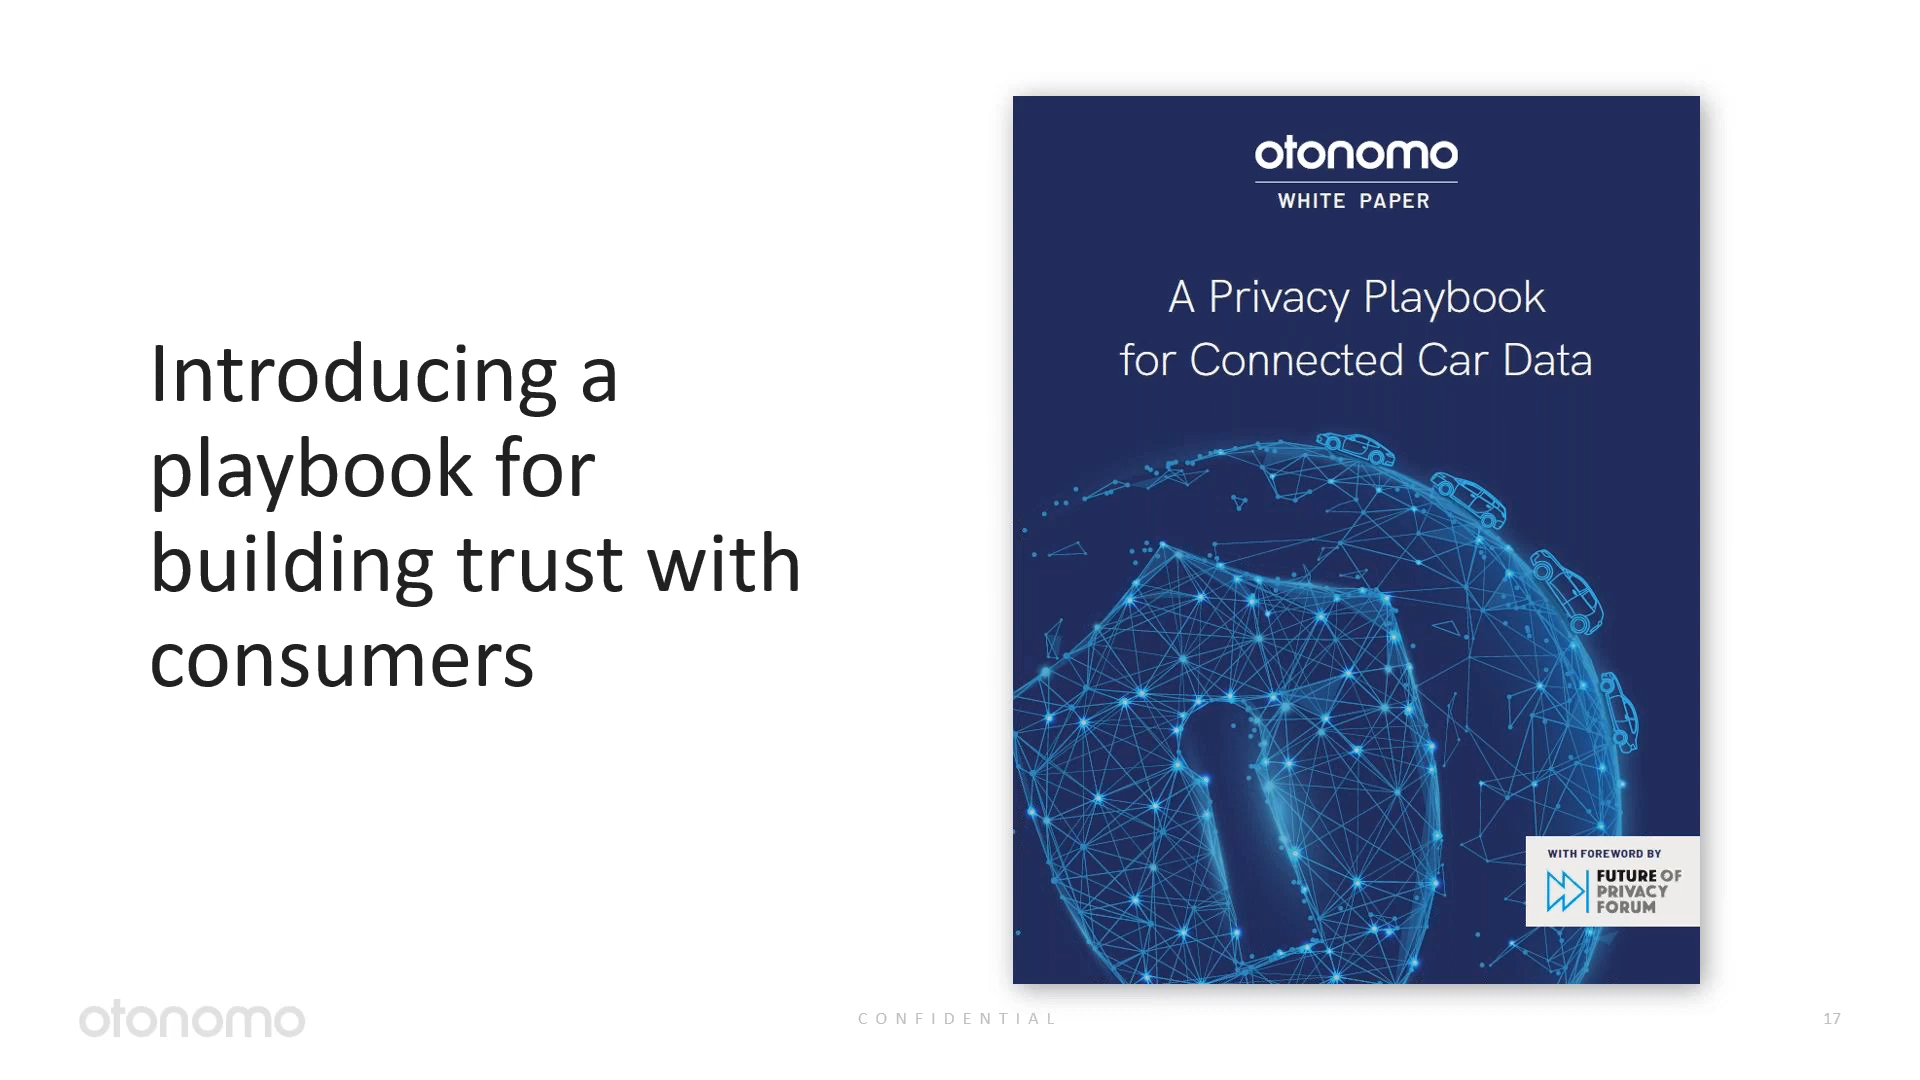 Introducing a
playbook for
building trust with
consumers
otonomo
WHITE PAPER
A Privacy Playbook
for Connected Car Data
WITH FOREWORD BY
FUTURE OF
PRIVACY
FORUM
otonomo
CONFIDENTIAL
17